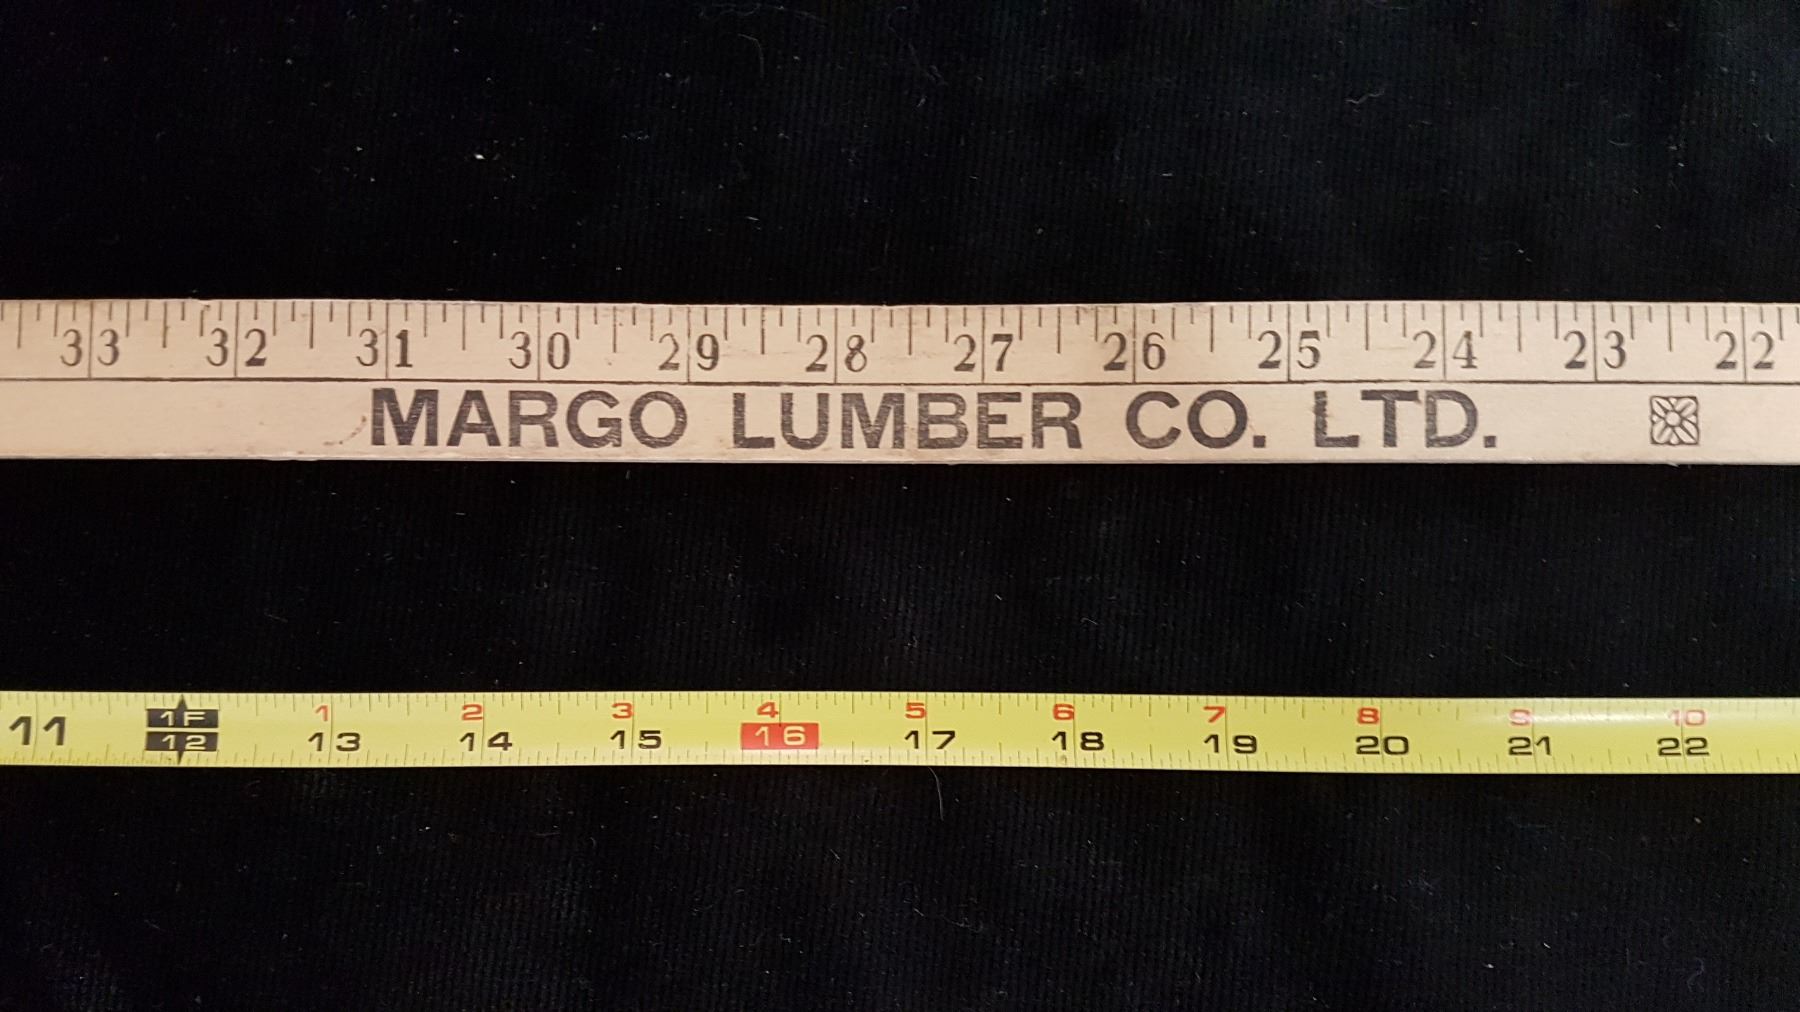 33 32 31 30 29 28 27 26 25 24 23 22
MARGO LUMBER CO. LTD.
1F 1 2 3 4 5 6 7 8 9 10
11 12 13 14 15 16 17 18 19 20 21 22